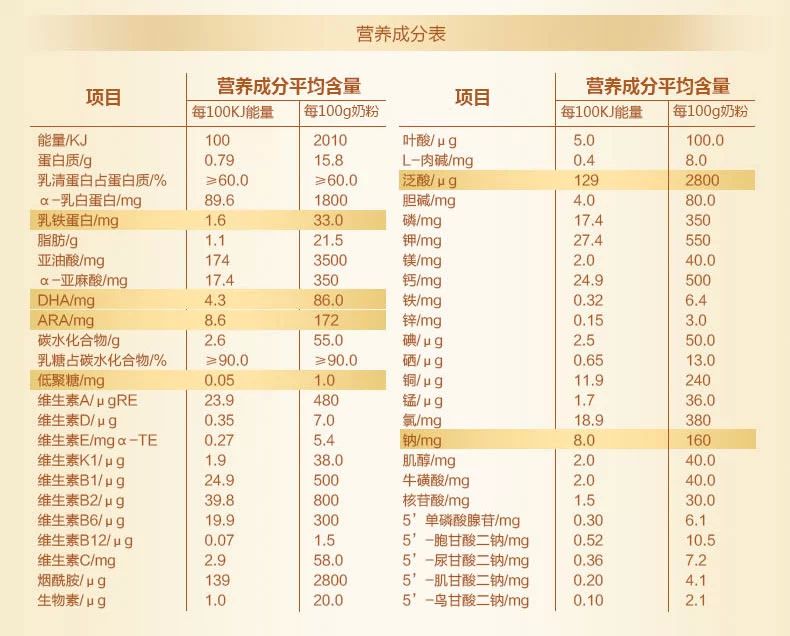 营养成分表
项目 营养成分平均含量
每100KJ能量 每100g奶粉
能量/KJ 100 2010
蛋白质/g 0.79 15.8
乳清蛋白占蛋白质/% ≥60.0 ≥60.0
α-乳白蛋白/mg 89.6 1800
乳铁蛋白/mg 1.6 33.0
脂肪/g 1.1 21.5
亚油酸/mg 174 3500
α-亚麻酸/mg 17.4 350
DHA/mg 4.3 86.0
ARA/mg 8.6 172
碳水化合物/g 2.6 55.0
乳糖占碳水化合物/% ≥90.0 ≥90.0
低聚糖/mg 0.05 1.0
维生素A/μgRE 23.9 480
维生素D/μg 0.35 7.0
维生素E/mgα-TE 0.27 5.4
维生素K1/μg 1.9 38.0
维生素B1/μg 24.9 500
维生素B2/μg 39.8 800
维生素B6/μg 19.9 300
维生素B12/μg 0.07 1.5
维生素C/mg 2.9 58.0
烟酰胺/μg 139 2800
生物素/μg 1.0 20.0
项目 营养成分平均含量
每100KJ能量 每100g奶粉
叶酸/μg 5.0 100.0
L-肉碱/mg 0.4 8.0
泛酸/μg 129 2800
胆碱/mg 4.0 80.0
磷/mg 17.4 350
钾/mg 27.4 550
镁/mg 2.0 40.0
钙/mg 24.9 500
铁/mg 0.32 6.4
锌/mg 0.15 3.0
碘/μg 2.5 50.0
硒/μg 0.65 13.0
铜/μg 11.9 240
锰/μg 1.7 36.0
氯/mg 18.9 380
钠/mg 8.0 160
肌醇/mg 2.0 40.0
牛磺酸/mg 2.0 40.0
核苷酸/mg 1.5 30.0
5’单磷酸腺苷/mg 0.30 6.1
5’-胞甘酸二钠/mg 0.52 10.5
5’-尿甘酸二钠/mg 0.36 7.2
5’-肌甘酸二钠/mg 0.20 4.1
5’-鸟甘酸二钠/mg 0.10 2.1